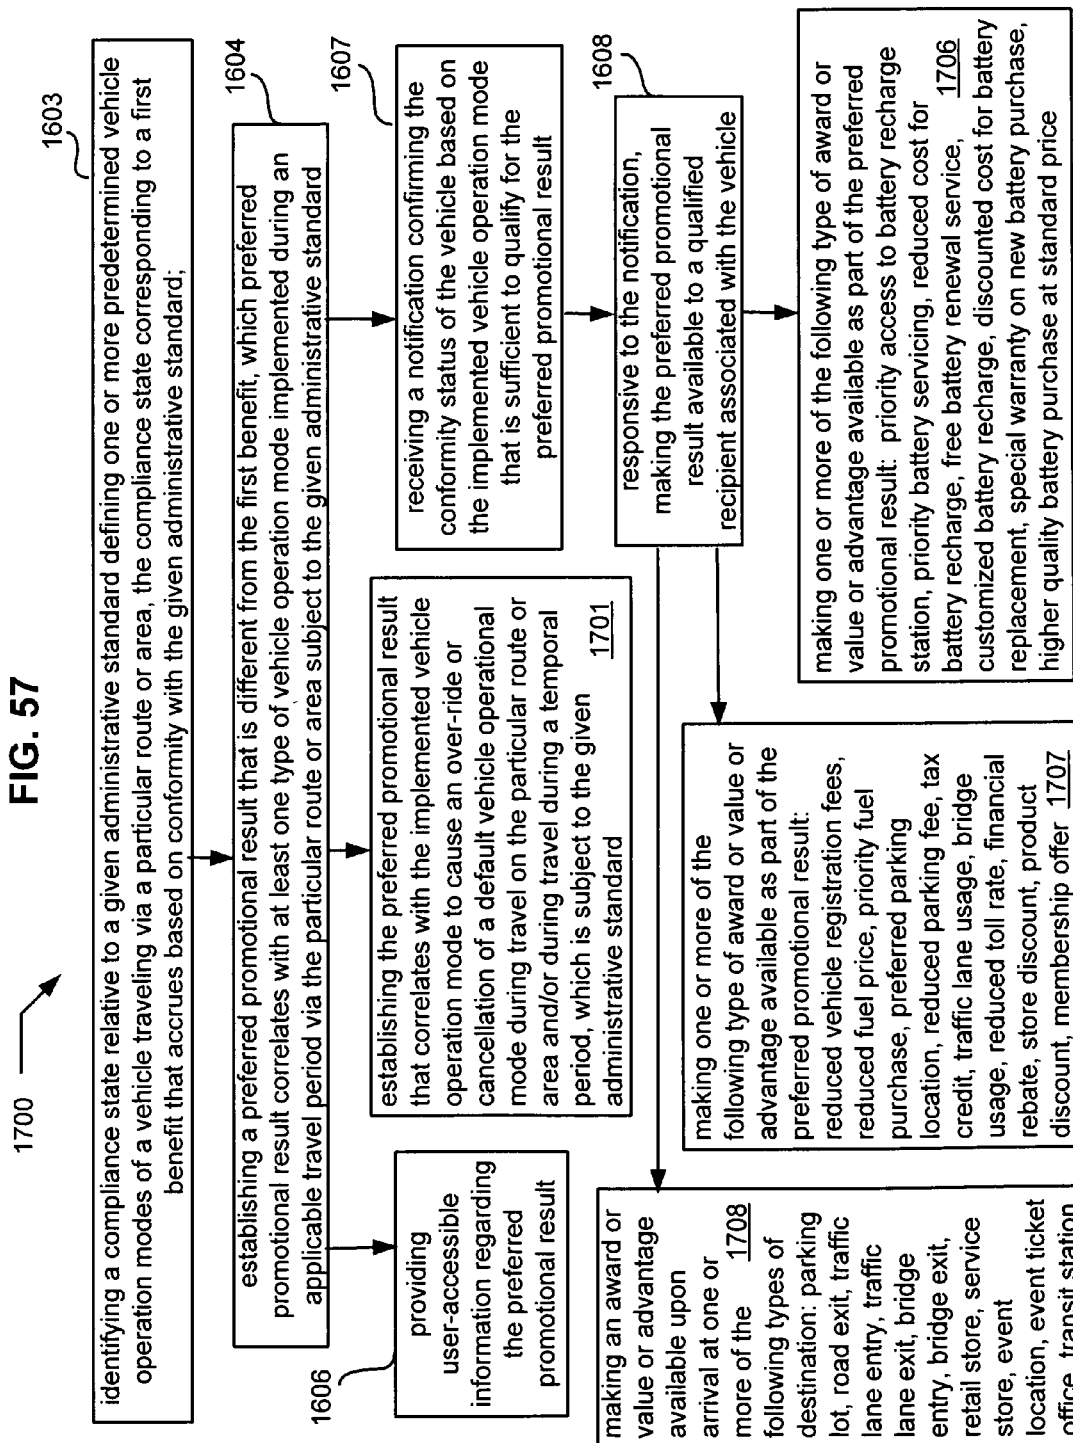 FIG. 57
1700
1603
identifying a compliance state relative to a given administrative standard defining one or more predetermined vehicle
operation modes of a vehicle traveling via a particular route or area, the compliance state corresponding to a first
benefit that accrues based on conformity with the given administrative standard;
1604
establishing a preferred promotional result that is different from the first benefit, which preferred
promotional result correlates with at least one type of vehicle operation mode implemented during an
applicable travel period via the particular route or area subject to the given administrative standard
1606
providing
user-accessible
information regarding
the preferred
promotional result
establishing the preferred promotional result
that correlates with the implemented vehicle
operation mode to cause an over-ride or
cancellation of a default vehicle operational
mode during travel on the particular route or
area and/or during travel during a temporal
period, which is subject to the given
administrative standard 1701
1607
receiving a notification confirming the
conformity status of the vehicle based on
the implemented vehicle operation mode
that is sufficient to qualify for the
preferred promotional result
1608
responsive to the notification,
making the preferred promotional
result available to a qualified
recipient associated with the vehicle
making an award or
value or advantage
available upon
arrival at one or
more of the 1708
following types of
destination: parking
lot, road exit, traffic
lane entry, traffic
lane exit, bridge
entry, bridge exit,
retail store, service
store, event
location, event ticket
office, transit station
making one or more of the
following type of award or value or
advantage available as part of the
preferred promotional result:
reduced vehicle registration fees,
reduced fuel price, priority fuel
purchase, preferred parking
location, reduced parking fee, tax
credit, traffic lane usage, bridge
usage, reduced toll rate, financial
rebate, store discount, product
discount, membership offer 1707
making one or more of the following type of award or
value or advantage available as part of the preferred
promotional result: priority access to battery recharge
station, priority battery servicing, reduced cost for
battery recharge, free battery renewal service, 1706
customized battery recharge, discounted cost for battery
replacement, special warranty on new battery purchase,
higher quality battery purchase at standard price